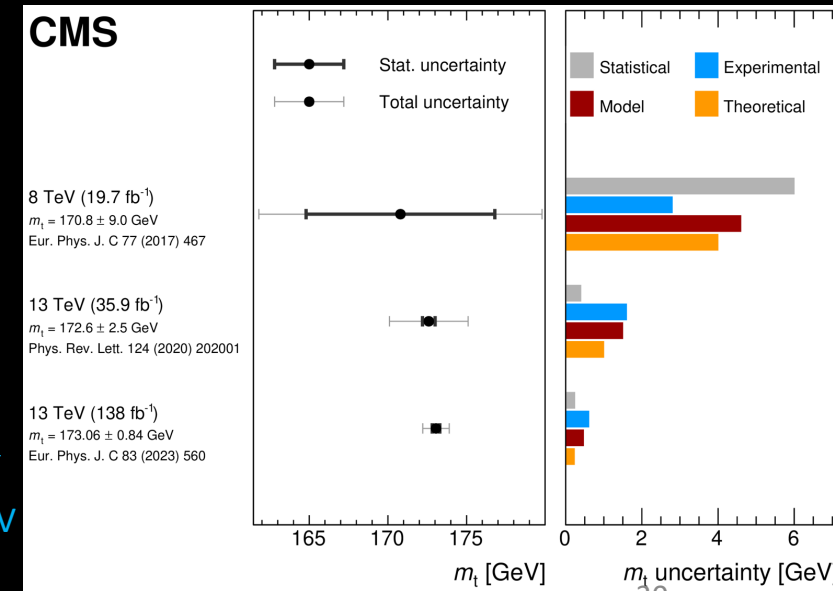 CMS
Stat. uncertainty
Total uncertainty
Statistical
Experimental
Model
Theoretical
8 TeV (19.7 fb⁻¹)
mₜ = 170.8 ± 9.0 GeV
Eur. Phys. J. C 77 (2017) 467
13 TeV (35.9 fb⁻¹)
mₜ = 172.6 ± 2.5 GeV
Phys. Rev. Lett. 124 (2020) 202001
13 TeV (138 fb⁻¹)
mₜ = 173.06 ± 0.84 GeV
Eur. Phys. J. C 83 (2023) 560
V
165 170 175
0 2 4 6
mₜ [GeV]
mₜ uncertainty [GeV]